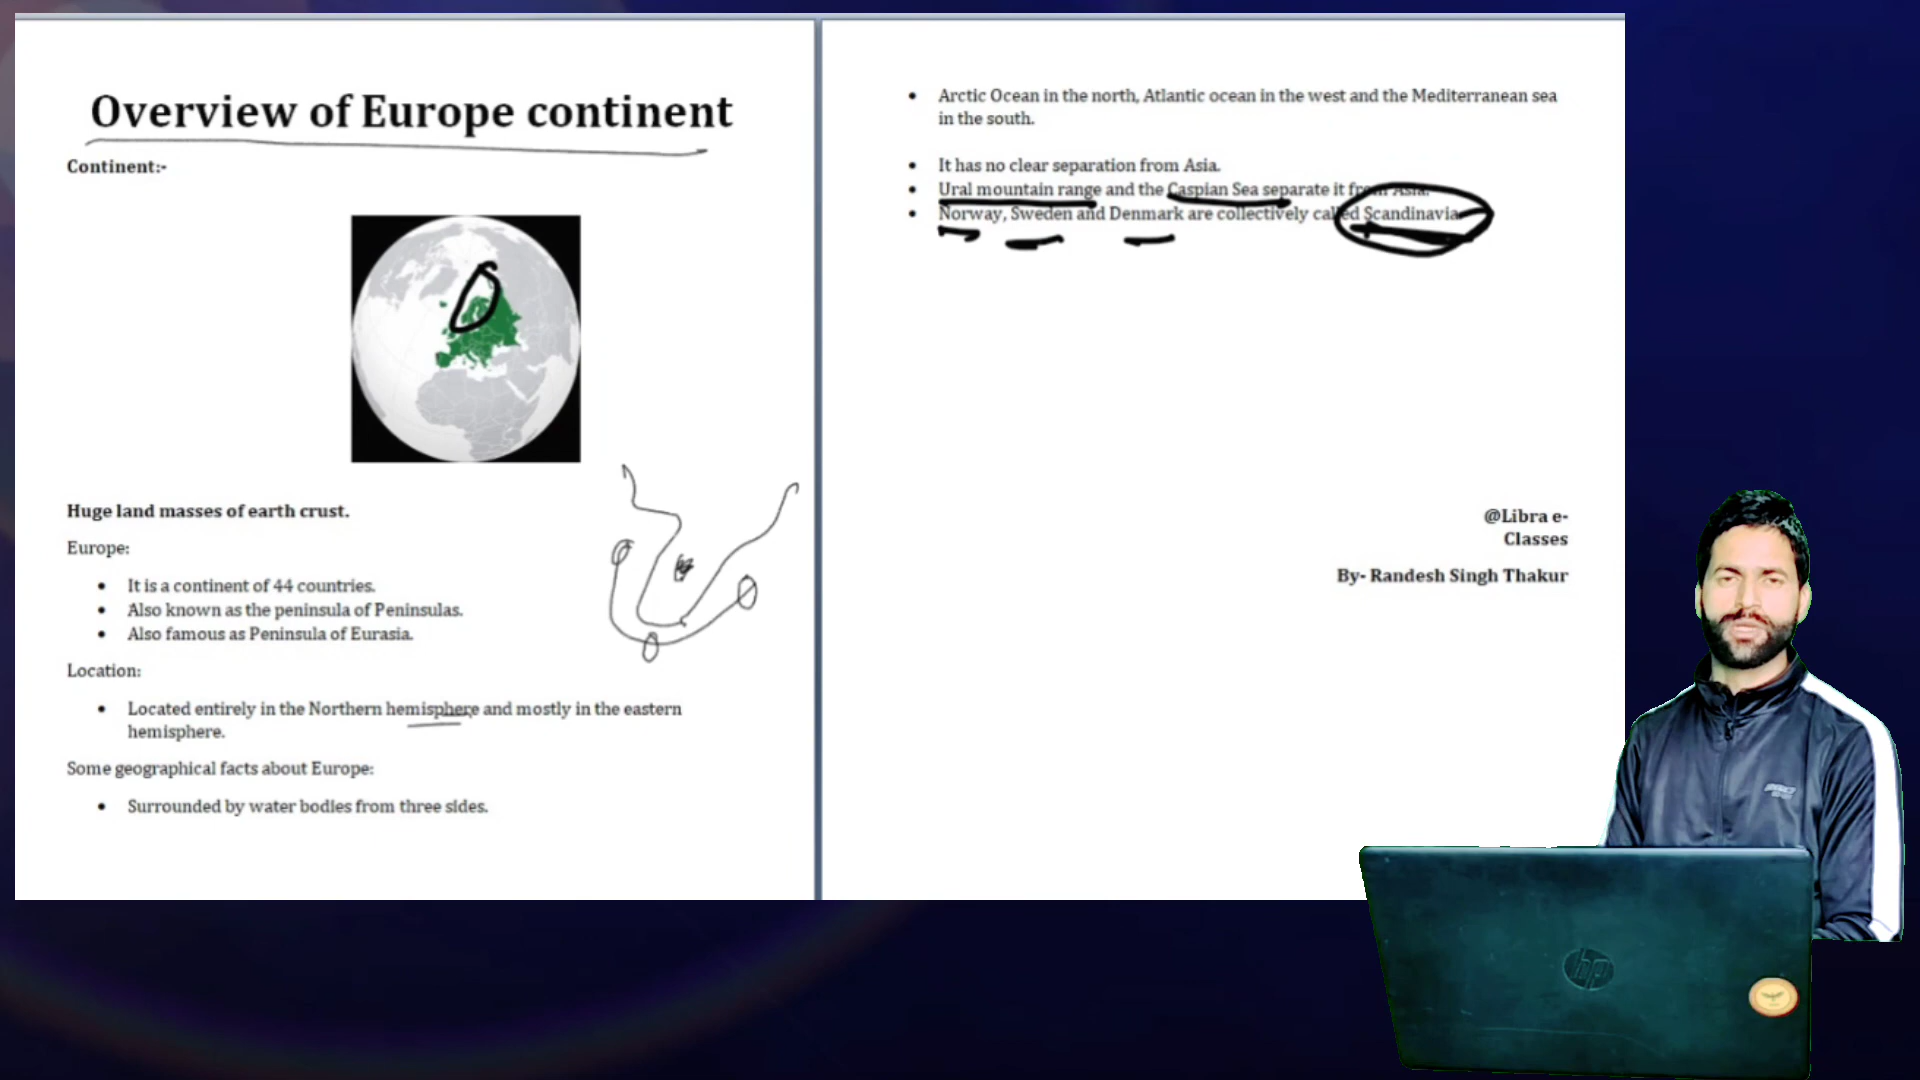 Overview of Europe continent
Continent:-
Huge land masses of earth crust.
Europe:
• It is a continent of 44 countries.
• Also known as the peninsula of Peninsulas.
• Also famous as Peninsula of Eurasia.
Location:
• Located entirely in the Northern hemisphere and mostly in the eastern
hemisphere.
Some geographical facts about Europe:
• Surrounded by water bodies from three sides.
• Arctic Ocean in the north, Atlantic ocean in the west and the Mediterranean sea
in the south.
• It has no clear separation from Asia.
• Ural mountain range and the Caspian Sea separate it from Asia.
• Norway, Sweden and Denmark are collectively called Scandinavia
@Libra e-
Classes
By- Randesh Singh Thakur
hp